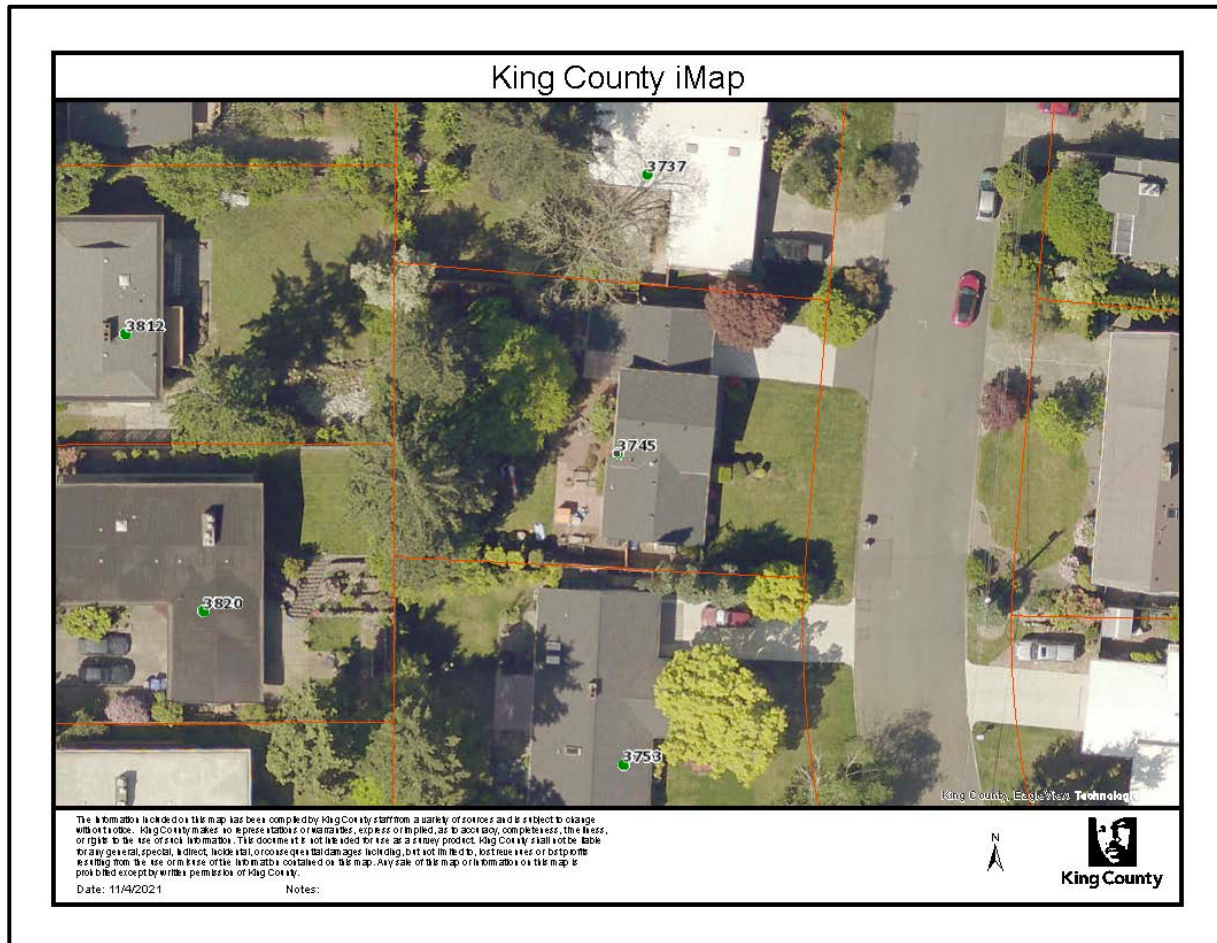 King County iMap
3737
3812
3745
3820
3753
King County, EagleView Technologi
The information included on this map has been compiled by King County staff from a variety of sources and is subject to change
without notice. King County makes no representations or warranties, express or implied, as to accuracy, completeness, timeliness,
or rights to the use of such information. This document is not intended for use as a survey product. King County shall not be liable
for any general, special, indirect, incidental, or consequential damages including, but not limited to, lost revenues or lost profits
resulting from the use or misuse of the information contained on this map. Any sale of this map or information on this map is
prohibited except by written permission of King County.
Date: 11/4/2021 Notes:
N
King County